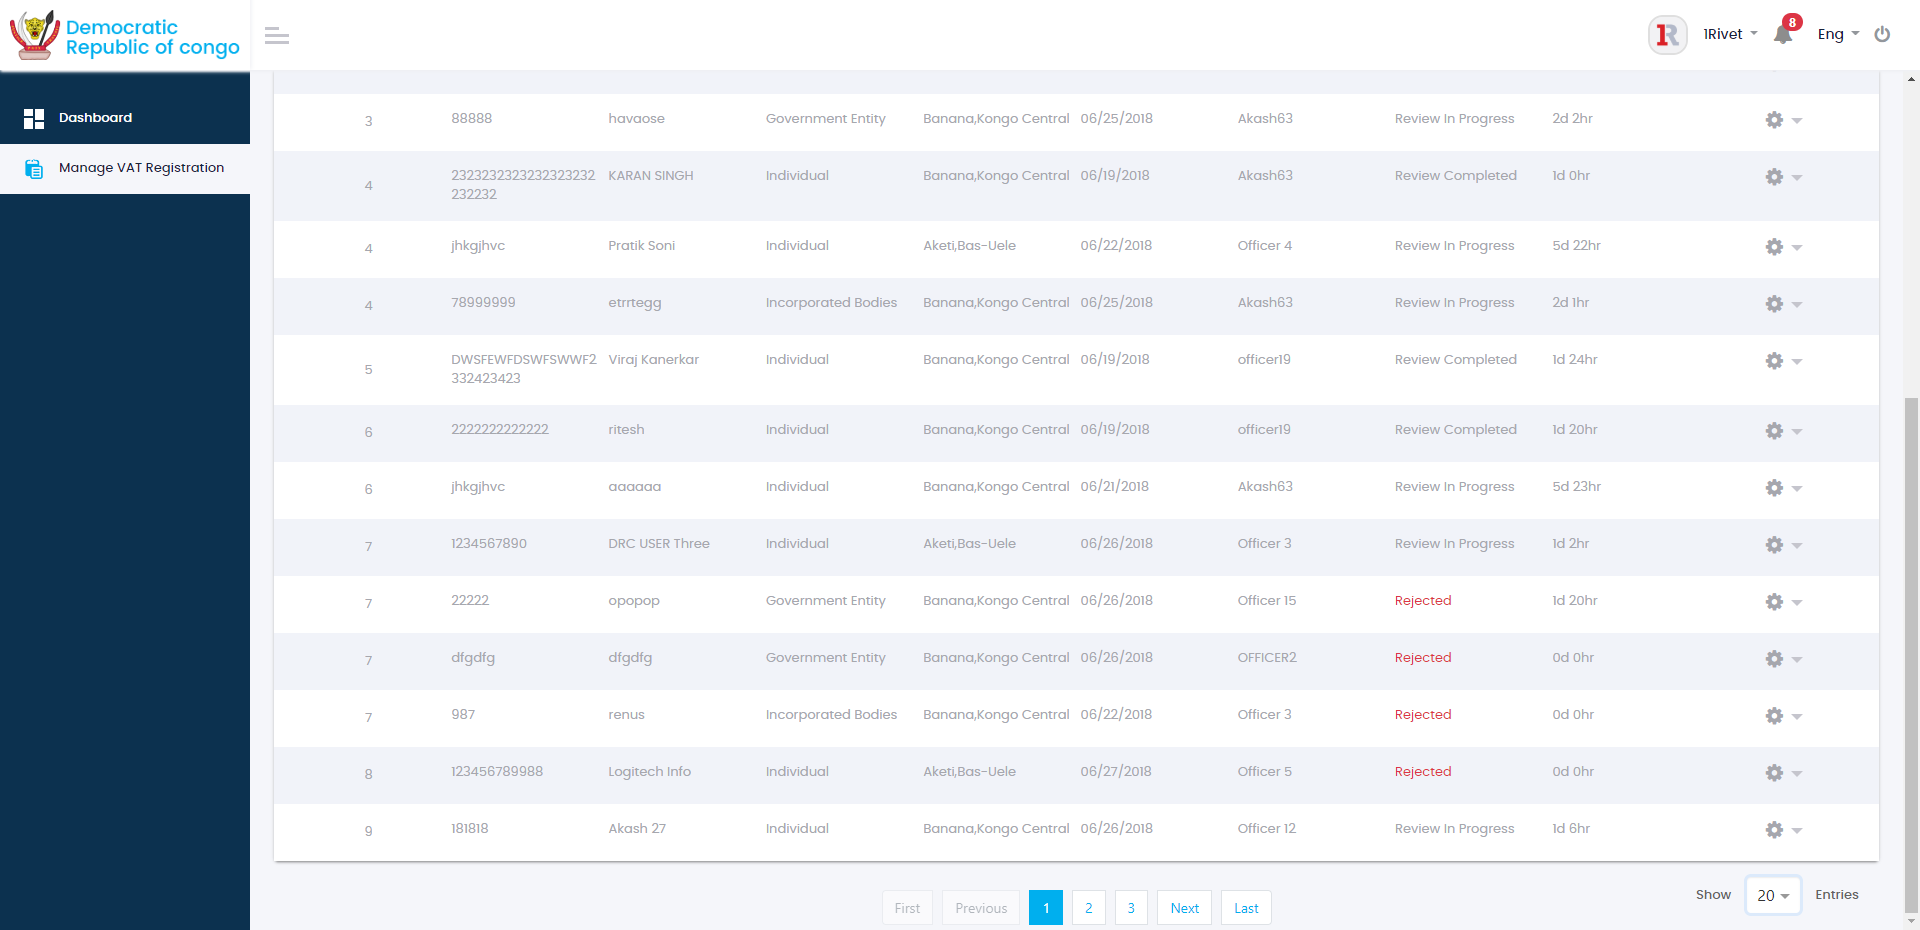 Democratic
Republic of congo
1R
1Rivet
8
Eng
Dashboard
Manage VAT Registration
3 88888 havaose Government Entity Banana,Kongo Central 06/25/2018 Akash63 Review In Progress 2d 2hr
4 2323232323232323232 KARAN SINGH Individual Banana,Kongo Central 06/19/2018 Akash63 Review Completed 1d 0hr
232232
4 jhkgjhvc Pratik Soni Individual Aketi,Bas-Uele 06/22/2018 Officer 4 Review In Progress 5d 22hr
4 78999999 etrrtegg Incorporated Bodies Banana,Kongo Central 06/25/2018 Akash63 Review In Progress 2d 1hr
5 DWSFEWFDSWFSWWF2 Viraj Kanerkar Individual Banana,Kongo Central 06/19/2018 officer19 Review Completed 1d 24hr
332423423
6 2222222222222 ritesh Individual Banana,Kongo Central 06/19/2018 officer19 Review Completed 1d 20hr
6 jhkgjhvc aaaaaa Individual Banana,Kongo Central 06/21/2018 Akash63 Review In Progress 5d 23hr
7 1234567890 DRC USER Three Individual Aketi,Bas-Uele 06/26/2018 Officer 3 Review In Progress 1d 2hr
7 22222 opopop Government Entity Banana,Kongo Central 06/26/2018 Officer 15 Rejected 1d 20hr
7 dfgdfg dfgdfg Government Entity Banana,Kongo Central 06/26/2018 OFFICER2 Rejected 0d 0hr
7 987 renus Incorporated Bodies Banana,Kongo Central 06/22/2018 Officer 3 Rejected 0d 0hr
8 123456789988 Logitech Info Individual Aketi,Bas-Uele 06/27/2018 Officer 5 Rejected 0d 0hr
9 181818 Akash 27 Individual Banana,Kongo Central 06/26/2018 Officer 12 Review In Progress 1d 6hr
First Previous 1 2 3 Next Last
Show 20 Entries